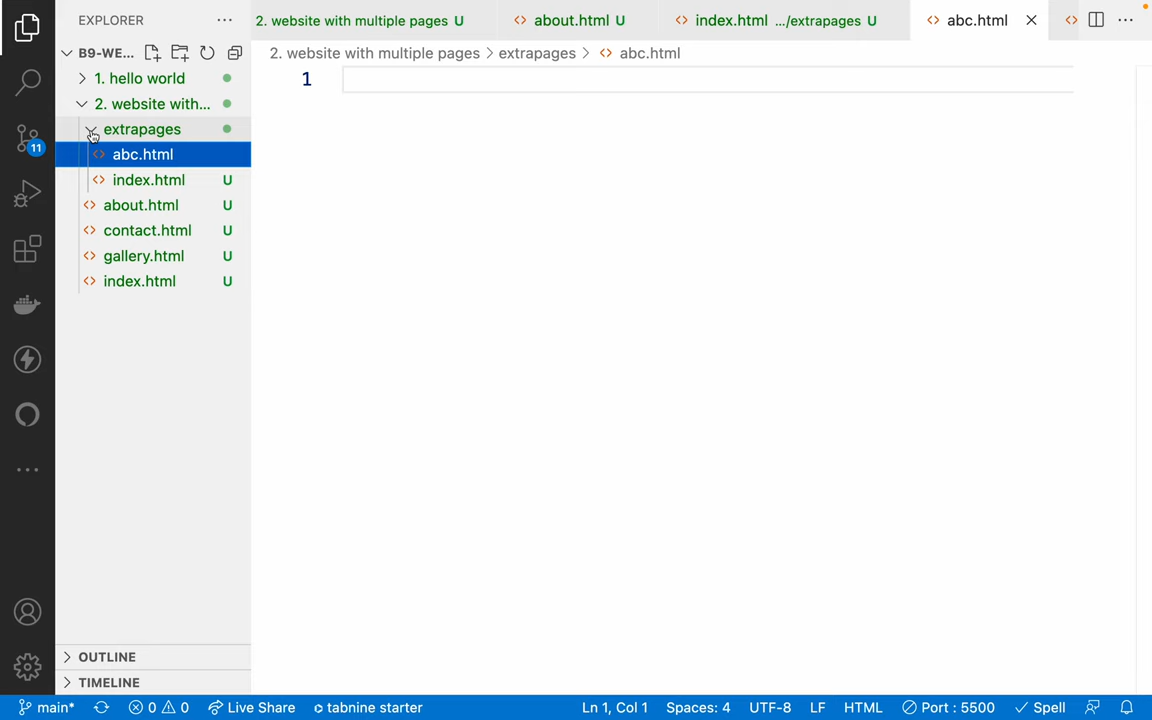 EXPLORER
2. website with multiple pages U
about.html U
index.html .../extrapages U
abc.html
B9-WE...
2. website with multiple pages > extrapages > abc.html
1
1. hello world
2. website with...
extrapages
abc.html
index.html U
about.html U
contact.html U
gallery.html U
index.html U
11
OUTLINE
TIMELINE
main* 0 0 Live Share tabnine starter Ln 1, Col 1 Spaces: 4 UTF-8 LF HTML Port : 5500 Spell